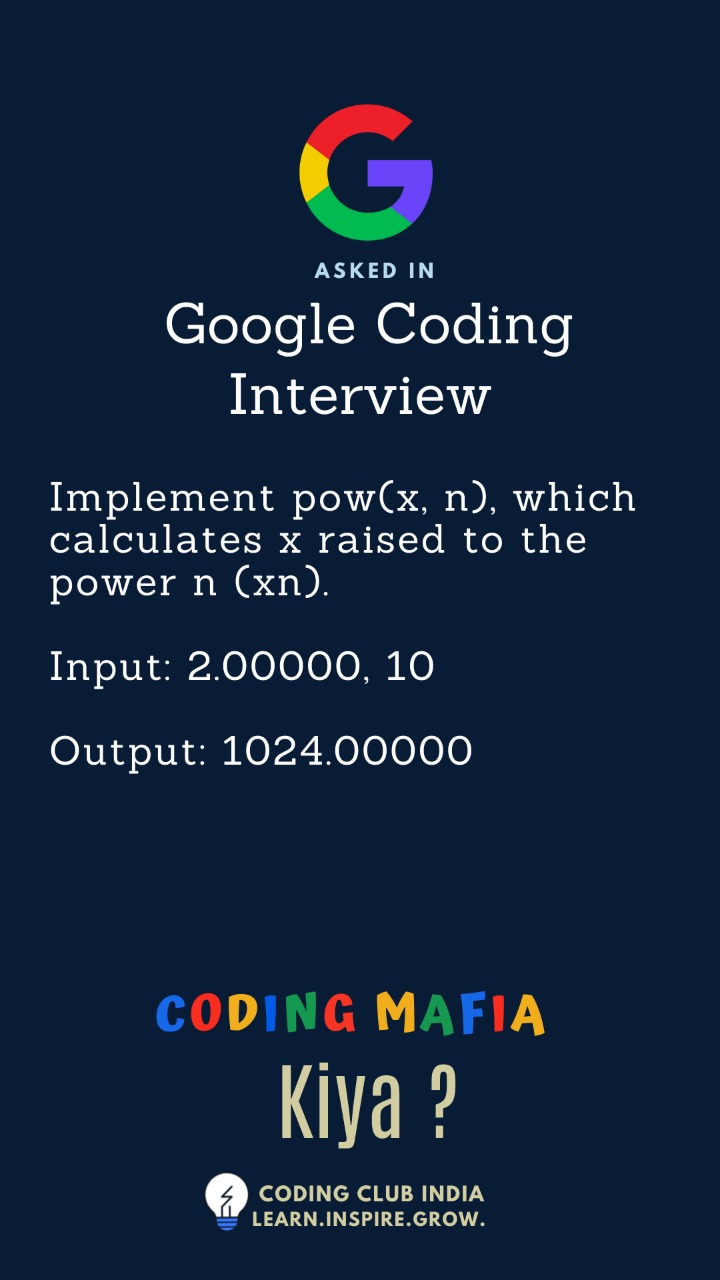 ASKED IN
Google Coding
Interview
Implement pow(x, n), which
calculates x raised to the
power n (xn).
Input: 2.00000, 10
Output: 1024.00000
CODING MAFIA
Kiya ?
CODING CLUB INDIA
LEARN.INSPIRE.GROW.